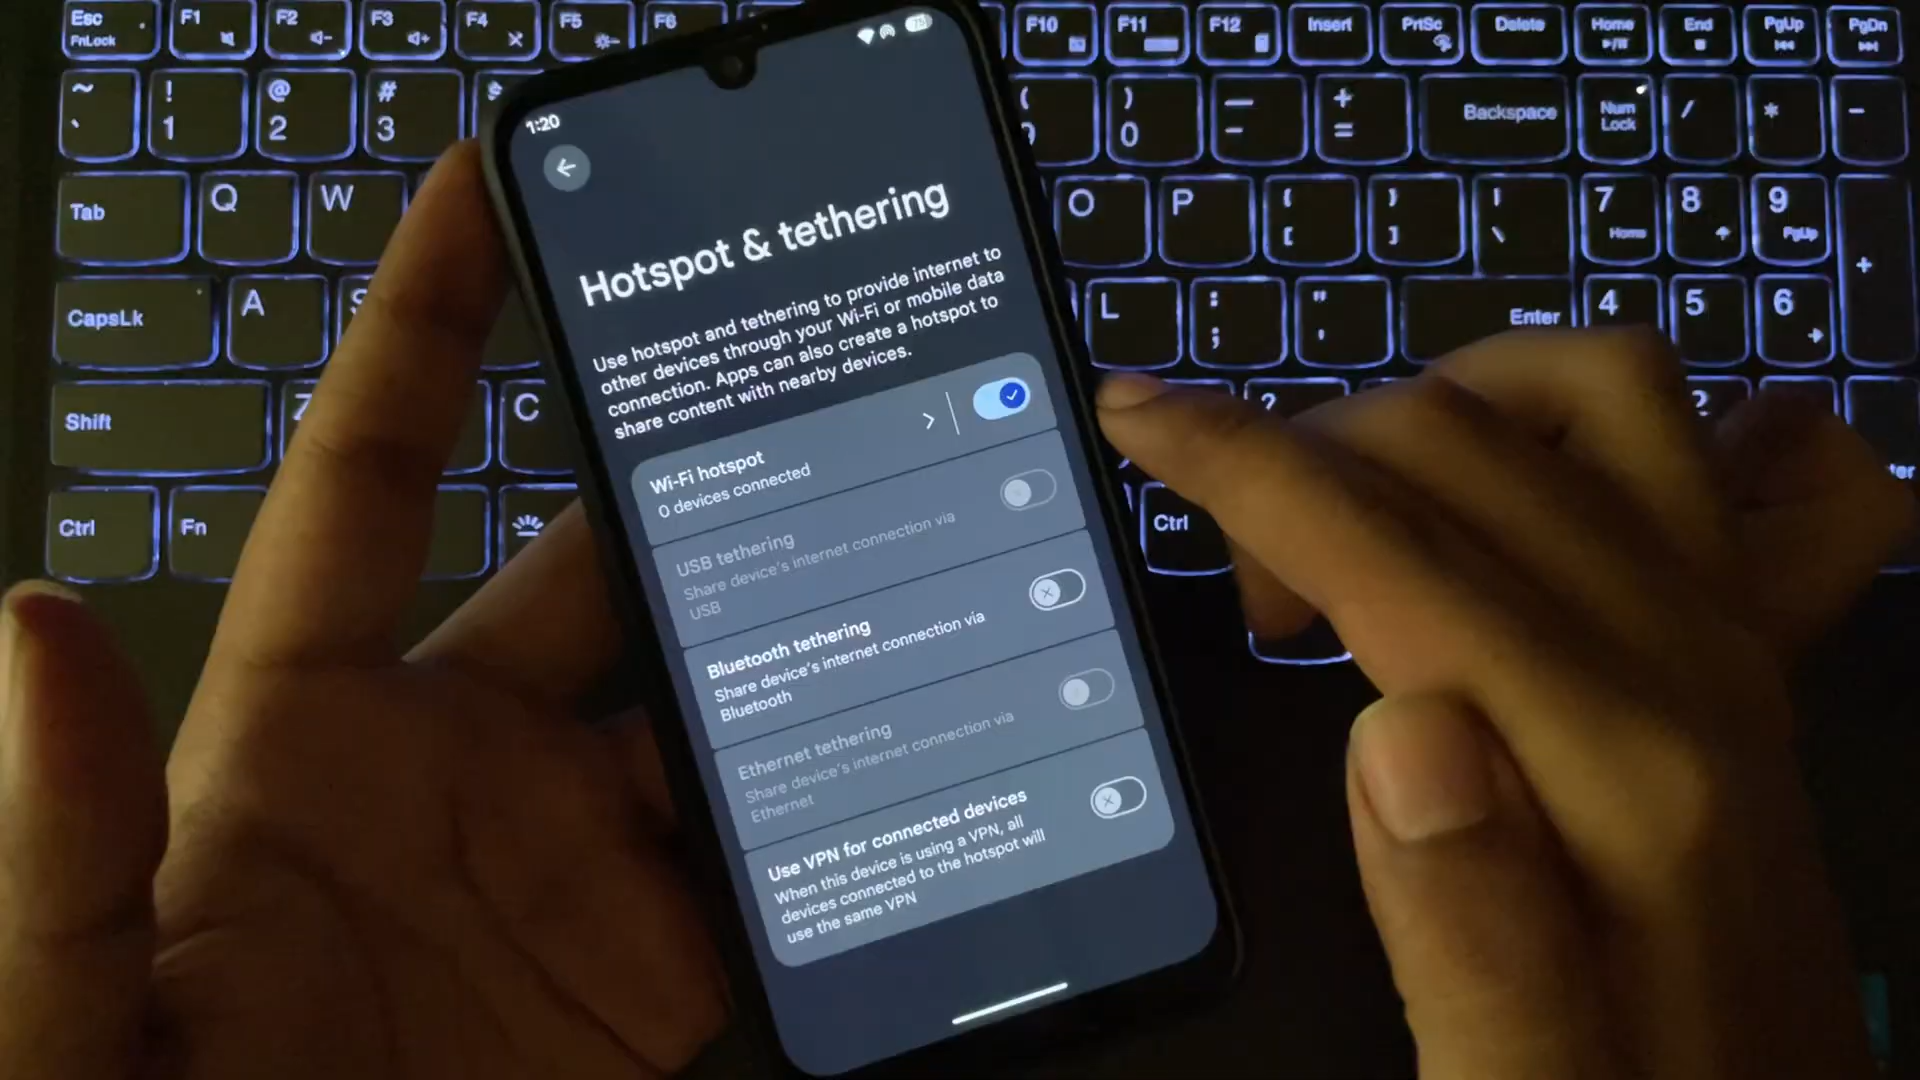 Esc F1 F2 F3 F4 F5 F6 F10 F11 F12 Insert PrtSc Delete Home End PgUp PgDn
FnLock
~ ! @ # $ ( ) — + Backspace Num Lock / * -
` 1 2 3 9 0 - =
Tab Q W O P { [ } ] | \ 7 Home 8 9 PgUp +
CapsLk A S L : ; " ' Enter 4 5 6
Shift Z C ?
Ctrl Fn Ctrl
75
1:20
Hotspot & tethering
Use hotspot and tethering to provide internet to
other devices through your Wi-Fi or mobile data
connection. Apps can also create a hotspot to
share content with nearby devices.
Wi-Fi hotspot
0 devices connected
USB tethering
Share device's internet connection via
USB
Bluetooth tethering
Share device's internet connection via
Bluetooth
Ethernet tethering
Share device's internet connection via
Ethernet
Use VPN for connected devices
When this device is using a VPN, all
devices connected to the hotspot will
use the same VPN